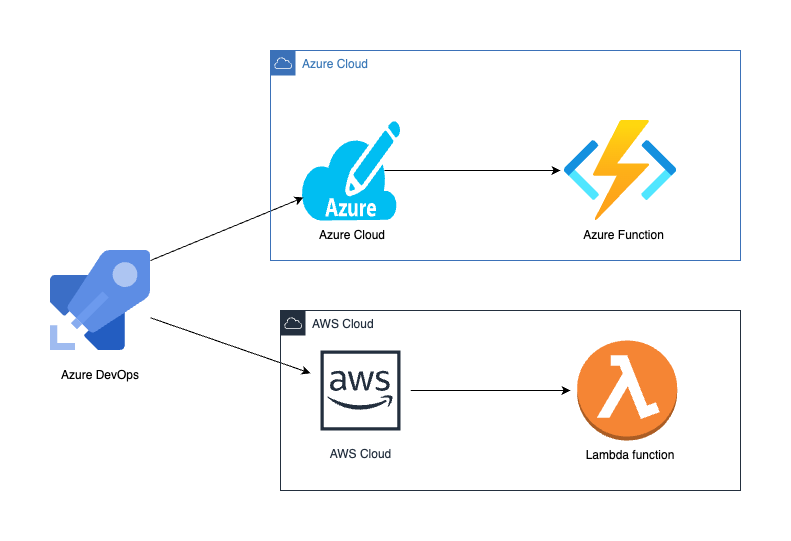 Azure Cloud
Azure
Azure Cloud
Azure Function
Azure DevOps
AWS Cloud
aws
AWS Cloud
Lambda function